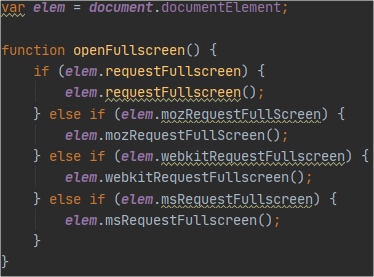 var elem = document.documentElement;
function openFullscreen() {
    if (elem.requestFullscreen) {
        elem.requestFullscreen();
    } else if (elem.mozRequestFullScreen) {
        elem.mozRequestFullScreen();
    } else if (elem.webkitRequestFullscreen) {
        elem.webkitRequestFullscreen();
    } else if (elem.msRequestFullscreen) {
        elem.msRequestFullscreen();
    }
}